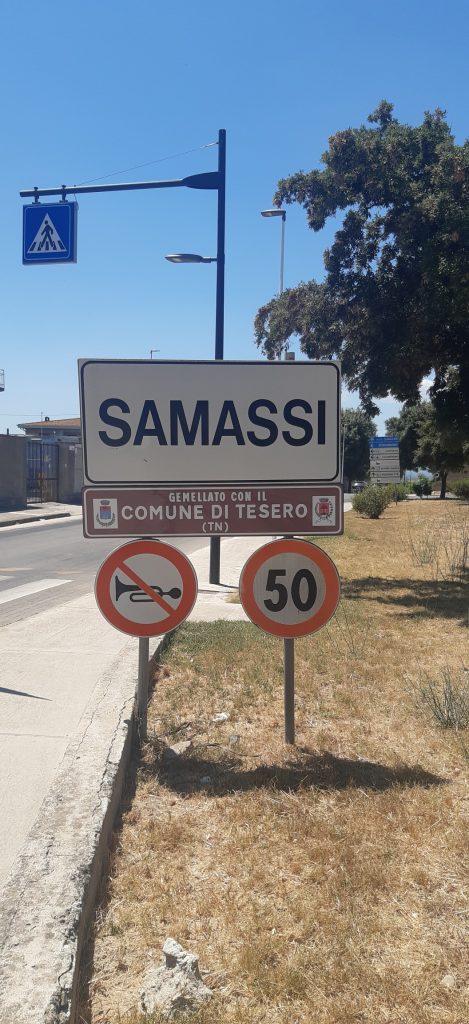 SAMASSI
GEMELLATO CON IL
COMUNE DI TESERO
(TN)
50